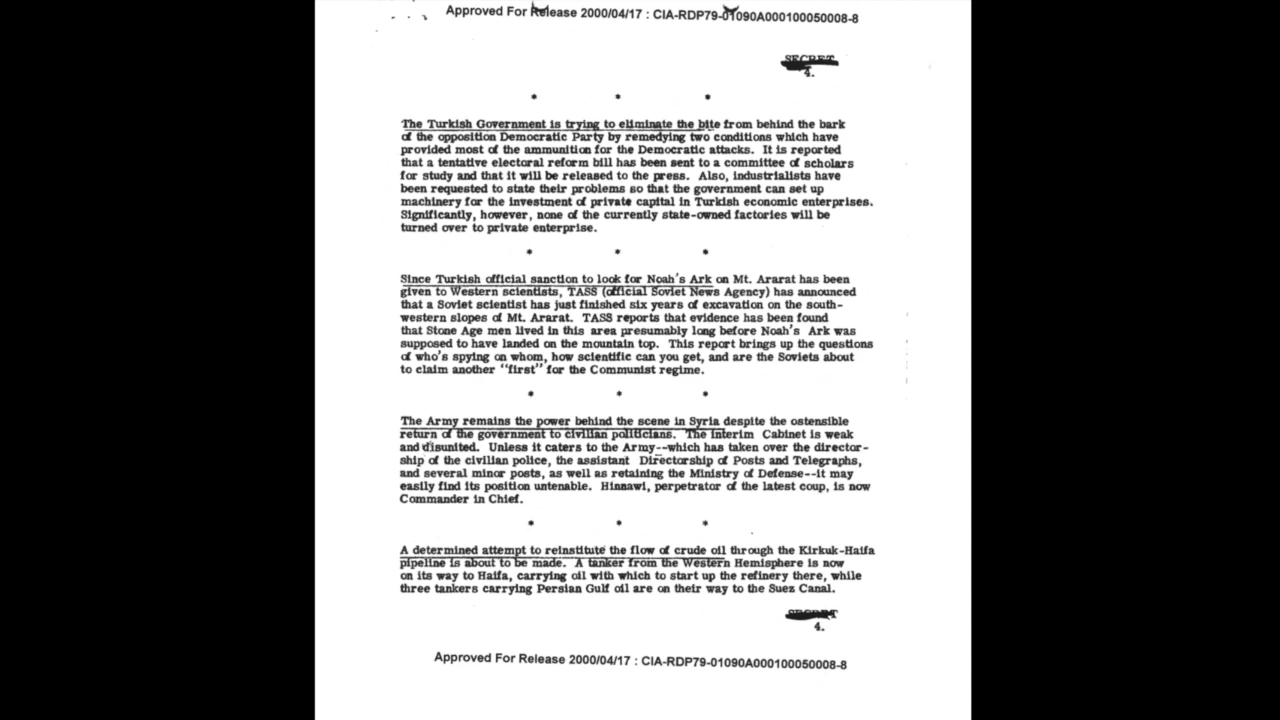 Approved For Release 2000/04/17 : CIA-RDP79-01090A000100050008-8
SECRET
4.
* * *
The Turkish Government is trying to eliminate the bite from behind the bark
of the opposition Democratic Party by remedying two conditions which have
provided most of the ammunition for the Democratic attacks. It is reported
that a tentative electoral reform bill has been sent to a committee of scholars
for study and that it will be released to the press. Also, industrialists have
been requested to state their problems so that the government can set up
machinery for the investment of private capital in Turkish economic enterprises.
Significantly, however, none of the currently state-owned factories will be
turned over to private enterprise.
* * *
Since Turkish official sanction to look for Noah's Ark on Mt. Ararat has been
given to Western scientists, TASS (official Soviet News Agency) has announced
that a Soviet scientist has just finished six years of excavation on the south-
western slopes of Mt. Ararat. TASS reports that evidence has been found
that Stone Age men lived in this area presumably long before Noah's Ark was
supposed to have landed on the mountain top. This report brings up the questions
of who's spying on whom, how scientific can you get, and are the Soviets about
to claim another "first" for the Communist regime.
* * *
The Army remains the power behind the scene in Syria despite the ostensible
return of the government to civilian politicians. The interim Cabinet is weak
and disunited. Unless it caters to the Army--which has taken over the director-
ship of the civilian police, the assistant Directorship of Posts and Telegraphs,
and several minor posts, as well as retaining the Ministry of Defense--it may
easily find its position untenable. Hinnawi, perpetrator of the latest coup, is now
Commander in Chief.
* * *
A determined attempt to reinstitute the flow of crude oil through the Kirkuk-Haifa
pipeline is about to be made. A tanker from the Western Hemisphere is now
on its way to Haifa, carrying oil with which to start up the refinery there, while
three tankers carrying Persian Gulf oil are on their way to the Suez Canal.
SECRET
4.
Approved For Release 2000/04/17 : CIA-RDP79-01090A000100050008-8